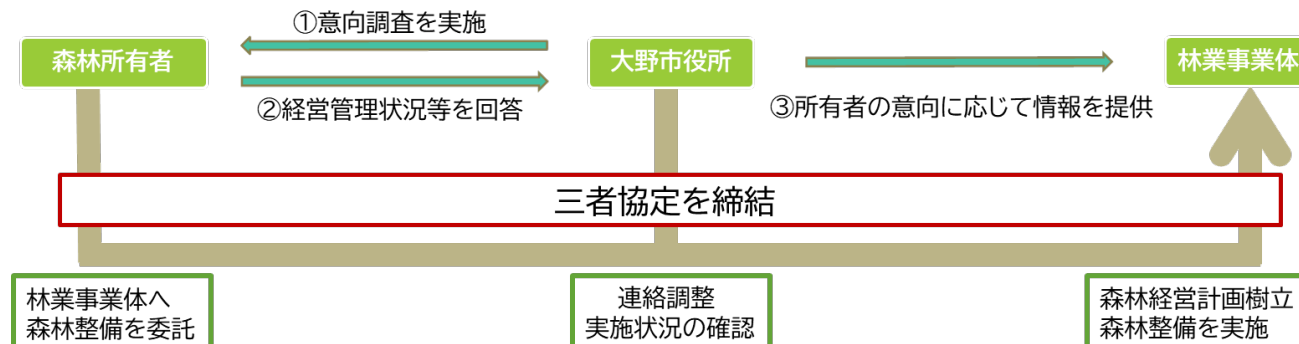 ①意向調査を実施
森林所有者
大野市役所
林業事業体
②経営管理状況等を回答
③所有者の意向に応じて情報を提供
三者協定を締結
林業事業体へ
森林整備を委託
連絡調整
実施状況の確認
森林経営計画樹立
森林整備を実施